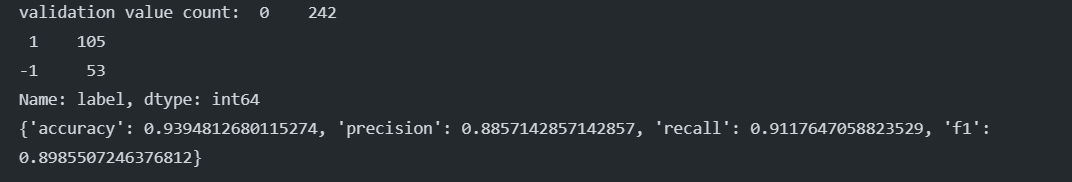 validation value count:  0    242
 1    105
-1     53
Name: label, dtype: int64
{'accuracy': 0.9394812680115274, 'precision': 0.8857142857142857, 'recall': 0.9117647058823529, 'f1':
0.8985507246376812}